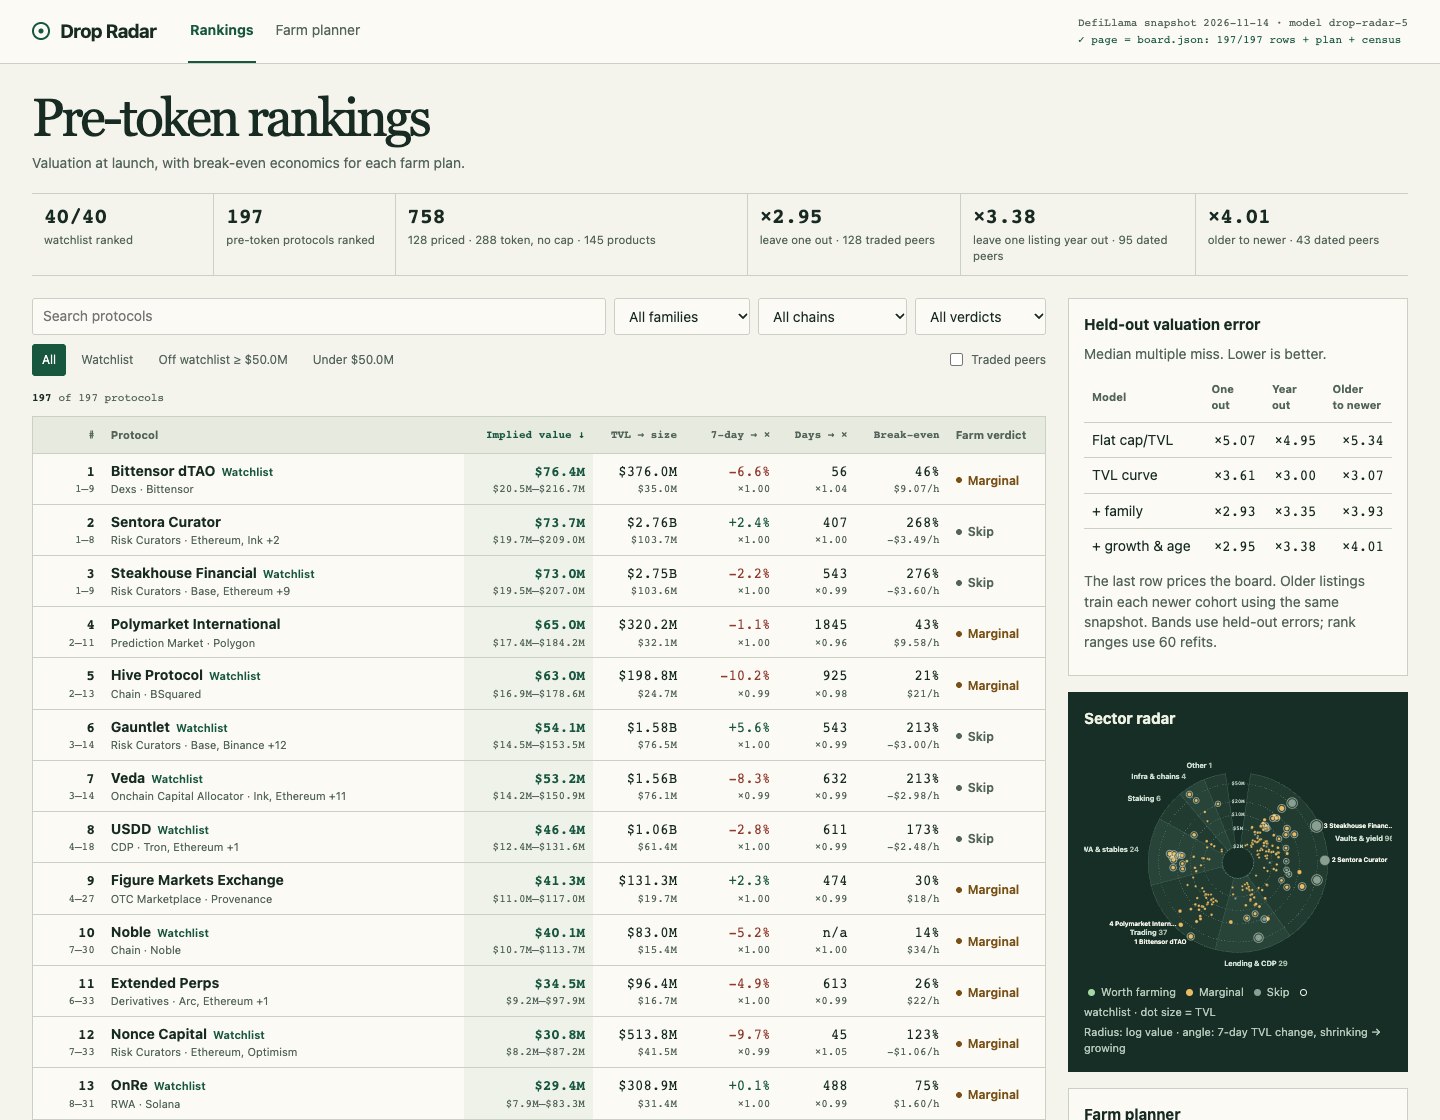 Drop Radar
Rankings
Farm planner
DefiLlama snapshot 2026-11-14 · model drop-radar-5
✓ page = board.json: 197/197 rows + plan + census
Pre-token rankings
Valuation at launch, with break-even economics for each farm plan.
40/40
watchlist ranked
197
pre-token protocols ranked
758
128 priced · 288 token, no cap · 145 products
×2.95
leave one out · 128 traded peers
×3.38
leave one listing year out · 95 dated
peers
×4.01
older to newer · 43 dated peers
Search protocols
All families
All chains
All verdicts
All
Watchlist
Off watchlist ≥ $50.0M
Under $50.0M
Traded peers
197 of 197 protocols
# Protocol Implied value ↓ TVL → size 7-day → × Days → × Break-even Farm verdict
1 Bittensor dTAO Watchlist $76.4M $376.0M −6.6% 56 46% Marginal
1–9 Dexs · Bittensor $20.5M–$216.7M $35.0M ×1.00 ×1.04 $9.07/h
2 Sentora Curator $73.7M $2.76B +2.4% 407 268% Skip
1–8 Risk Curators · Ethereum, Ink +2 $19.7M–$209.0M $103.7M ×1.00 ×1.00 −$3.49/h
3 Steakhouse Financial Watchlist $73.0M $2.75B −2.2% 543 276% Skip
1–9 Risk Curators · Base, Ethereum +9 $19.5M–$207.0M $103.6M ×1.00 ×0.99 −$3.60/h
4 Polymarket International $65.0M $320.2M −1.1% 1845 43% Marginal
2–11 Prediction Market · Polygon $17.4M–$184.2M $32.1M ×1.00 ×0.96 $9.58/h
5 Hive Protocol Watchlist $63.0M $198.8M −10.2% 925 21% Marginal
2–13 Chain · BSquared $16.9M–$178.6M $24.7M ×0.99 ×0.98 $21/h
6 Gauntlet Watchlist $54.1M $1.58B +5.6% 543 213% Skip
3–14 Risk Curators · Base, Binance +12 $14.5M–$153.5M $76.5M ×1.00 ×0.99 −$3.00/h
7 Veda Watchlist $53.2M $1.56B −8.3% 632 213% Skip
3–14 Onchain Capital Allocator · Ink, Ethereum +11 $14.2M–$150.9M $76.1M ×0.99 ×0.99 −$2.98/h
8 USDD Watchlist $46.4M $1.06B −2.8% 611 173% Skip
4–18 CDP · Tron, Ethereum +1 $12.4M–$131.6M $61.4M ×1.00 ×0.99 −$2.48/h
9 Figure Markets Exchange $41.3M $131.3M +2.3% 474 30% Marginal
4–27 OTC Marketplace · Provenance $11.0M–$117.0M $19.7M ×1.00 ×0.99 $18/h
10 Noble Watchlist $40.1M $83.0M −5.2% n/a 14% Marginal
7–30 Chain · Noble $10.7M–$113.7M $15.4M ×1.00 ×1.00 $34/h
11 Extended Perps $34.5M $96.4M −4.9% 613 26% Marginal
6–33 Derivatives · Arc, Ethereum +1 $9.2M–$97.9M $16.7M ×1.00 ×0.99 $22/h
12 Nonce Capital Watchlist $30.8M $513.8M −9.7% 45 123% Marginal
7–33 Risk Curators · Ethereum, Optimism $8.2M–$87.2M $41.5M ×0.99 ×1.05 −$1.06/h
13 OnRe Watchlist $29.4M $308.9M +0.1% 488 75% Marginal
8–31 RWA · Solana $7.9M–$83.3M $31.4M ×1.00 ×0.99 $1.60/h
Held-out valuation error
Median multiple miss. Lower is better.
Model One out Year out Older to newer
Flat cap/TVL ×5.07 ×4.95 ×5.34
TVL curve ×3.61 ×3.00 ×3.07
+ family ×2.93 ×3.35 ×3.93
+ growth & age ×2.95 ×3.38 ×4.01
The last row prices the board. Older listings
train each newer cohort using the same
snapshot. Bands use held-out errors; rank
ranges use 60 refits.
Sector radar
Other 1
Infra & chains 4
Staking 6
$50M
$20M
$10M
$5M
$2M
3 Steakhouse Financ…
Vaults & yield
WA & stables 24
2 Sentora Curator
4 Polymarket Intern…
Trading 37
1 Bittensor dTAO
Lending & CDP 29
Worth farming
Marginal
Skip
watchlist · dot size = TVL
Radius: log value · angle: 7-day TVL change, shrinking →
growing
Farm planner